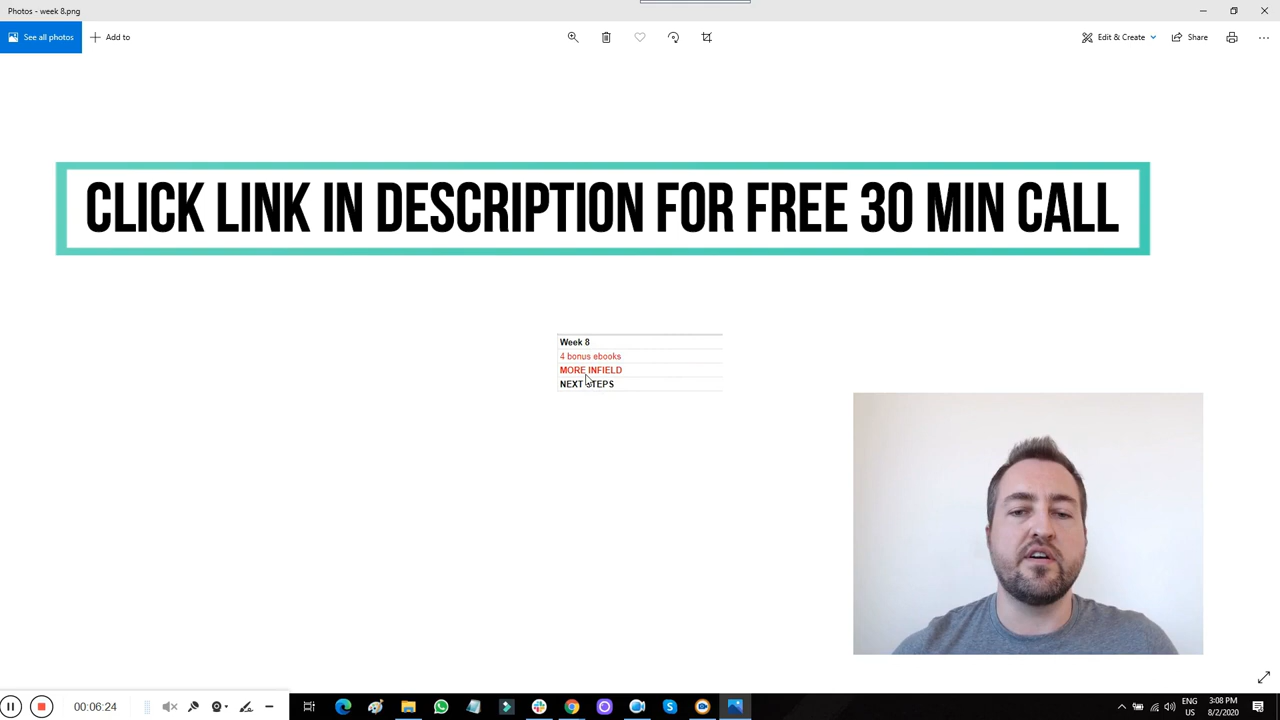 Photos - week 8.png
See all photos
Add to
Edit & Create
Share
CLICK LINK IN DESCRIPTION FOR FREE 30 MIN CALL
Week 8
4 bonus ebooks
MORE INFIELD
NEXT STEPS
00:06:24
ENG
US
3:08 PM
8/2/2020